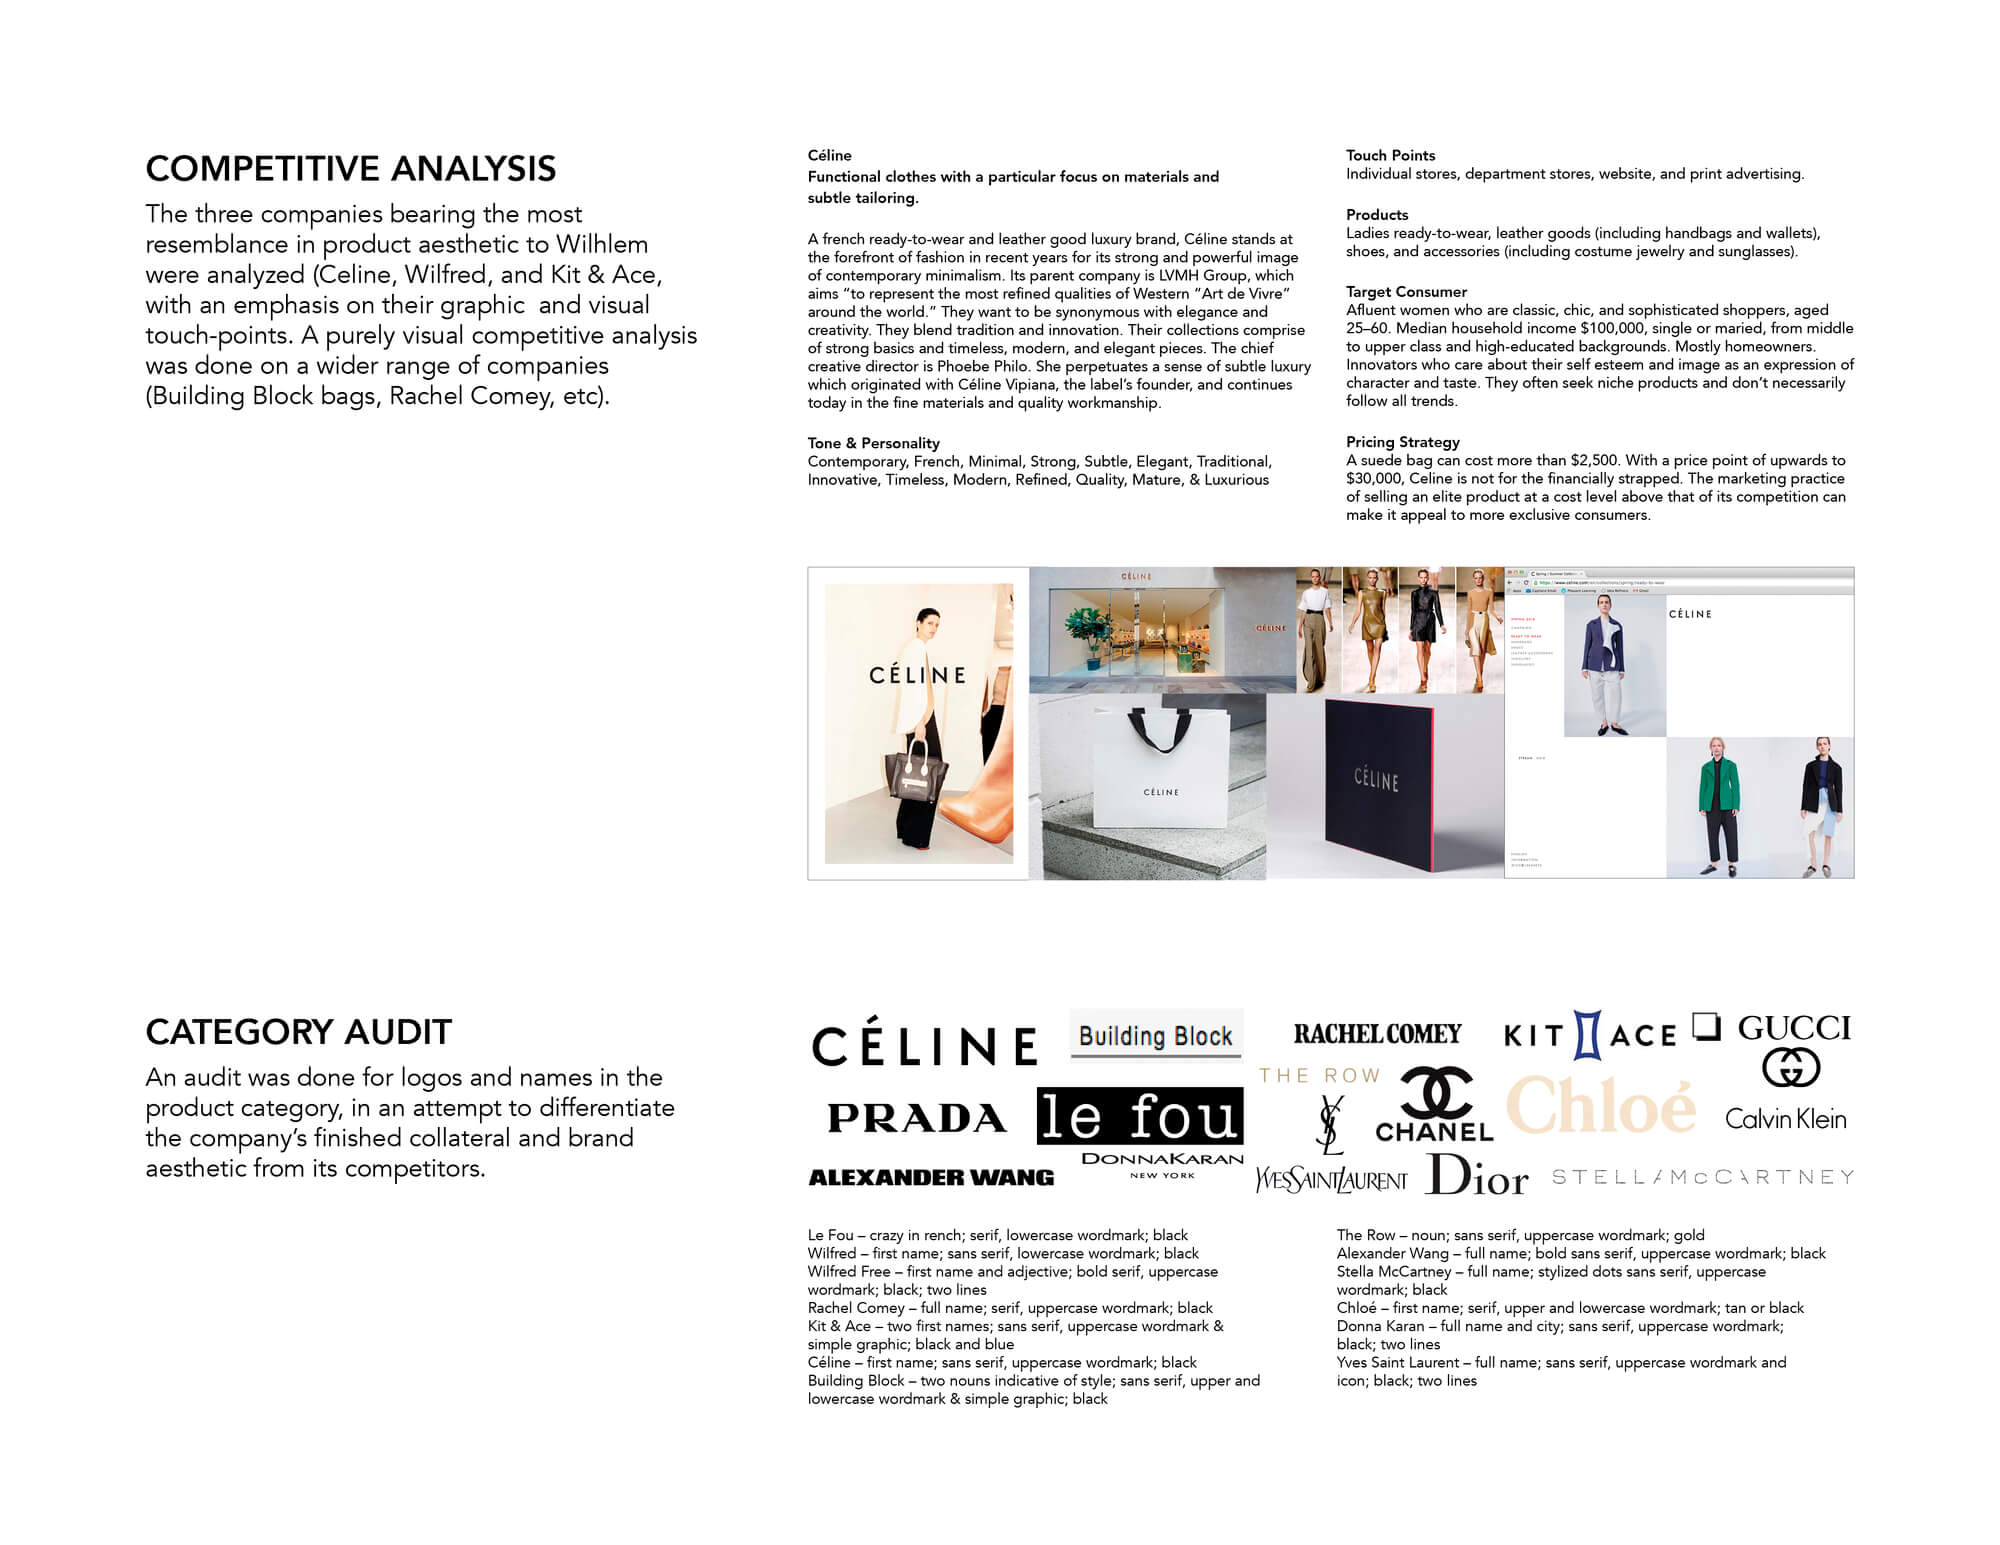 COMPETITIVE ANALYSIS
The three companies bearing the most
resemblance in product aesthetic to Wilhlem
were analyzed (Celine, Wilfred, and Kit & Ace,
with an emphasis on their graphic  and visual
touch-points. A purely visual competitive analysis
was done on a wider range of companies
(Building Block bags, Rachel Comey, etc).
Céline
Functional clothes with a particular focus on materials and
subtle tailoring.
A french ready-to-wear and leather good luxury brand, Céline stands at
the forefront of fashion in recent years for its strong and powerful image
of contemporary minimalism. Its parent company is LVMH Group, which
aims “to represent the most refined qualities of Western “Art de Vivre”
around the world.” They want to be synonymous with elegance and
creativity. They blend tradition and innovation. Their collections comprise
of strong basics and timeless, modern, and elegant pieces. The chief
creative director is Phoebe Philo. She perpetuates a sense of subtle luxury
which originated with Céline Vipiana, the label’s founder, and continues
today in the fine materials and quality workmanship.
Tone & Personality
Contemporary, French, Minimal, Strong, Subtle, Elegant, Traditional,
Innovative, Timeless, Modern, Refined, Quality, Mature, & Luxurious
Touch Points
Individual stores, department stores, website, and print advertising.
Products
Ladies ready-to-wear, leather goods (including handbags and wallets),
shoes, and accessories (including costume jewelry and sunglasses).
Target Consumer
Afluent women who are classic, chic, and sophisticated shoppers, aged
25–60. Median household income $100,000, single or maried, from middle
to upper class and high-educated backgrounds. Mostly homeowners.
Innovators who care about their self esteem and image as an expression of
character and taste. They often seek niche products and don’t necessarily
follow all trends.
Pricing Strategy
A suede bag can cost more than $2,500. With a price point of upwards to
$30,000, Celine is not for the financially strapped. The marketing practice
of selling an elite product at a cost level above that of its competition can
make it appeal to more exclusive consumers.
CÉLINE
CÉLINE
CÉLINE
CÉLINE
CÉLINE
CÉLINE
CATEGORY AUDIT
An audit was done for logos and names in the
product category, in an attempt to differentiate
the company’s finished collateral and brand
aesthetic from its competitors.
CÉLINE
Building Block
RACHEL COMEY
KIT ACE
GUCCI
THE ROW
PRADA
le fou
YSL
CHANEL
Chloé
Calvin Klein
ALEXANDER WANG
DONNAKARAN
NEW YORK
YVESSAINTLAURENT
Dior
STELLA McCARTNEY
Le Fou – crazy in rench; serif, lowercase wordmark; black
Wilfred – first name; sans serif, lowercase wordmark; black
Wilfred Free – first name and adjective; bold serif, uppercase
wordmark; black; two lines
Rachel Comey – full name; serif, uppercase wordmark; black
Kit & Ace – two first names; sans serif, uppercase wordmark &
simple graphic; black and blue
Céline – first name; sans serif, uppercase wordmark; black
Building Block – two nouns indicative of style; sans serif, upper and
lowercase wordmark & simple graphic; black
The Row – noun; sans serif, uppercase wordmark; gold
Alexander Wang – full name; bold sans serif, uppercase wordmark; black
Stella McCartney – full name; stylized dots sans serif, uppercase
wordmark; black
Chloé – first name; serif, upper and lowercase wordmark; tan or black
Donna Karan – full name and city; sans serif, uppercase wordmark;
black; two lines
Yves Saint Laurent – full name; sans serif, uppercase wordmark and
icon; black; two lines